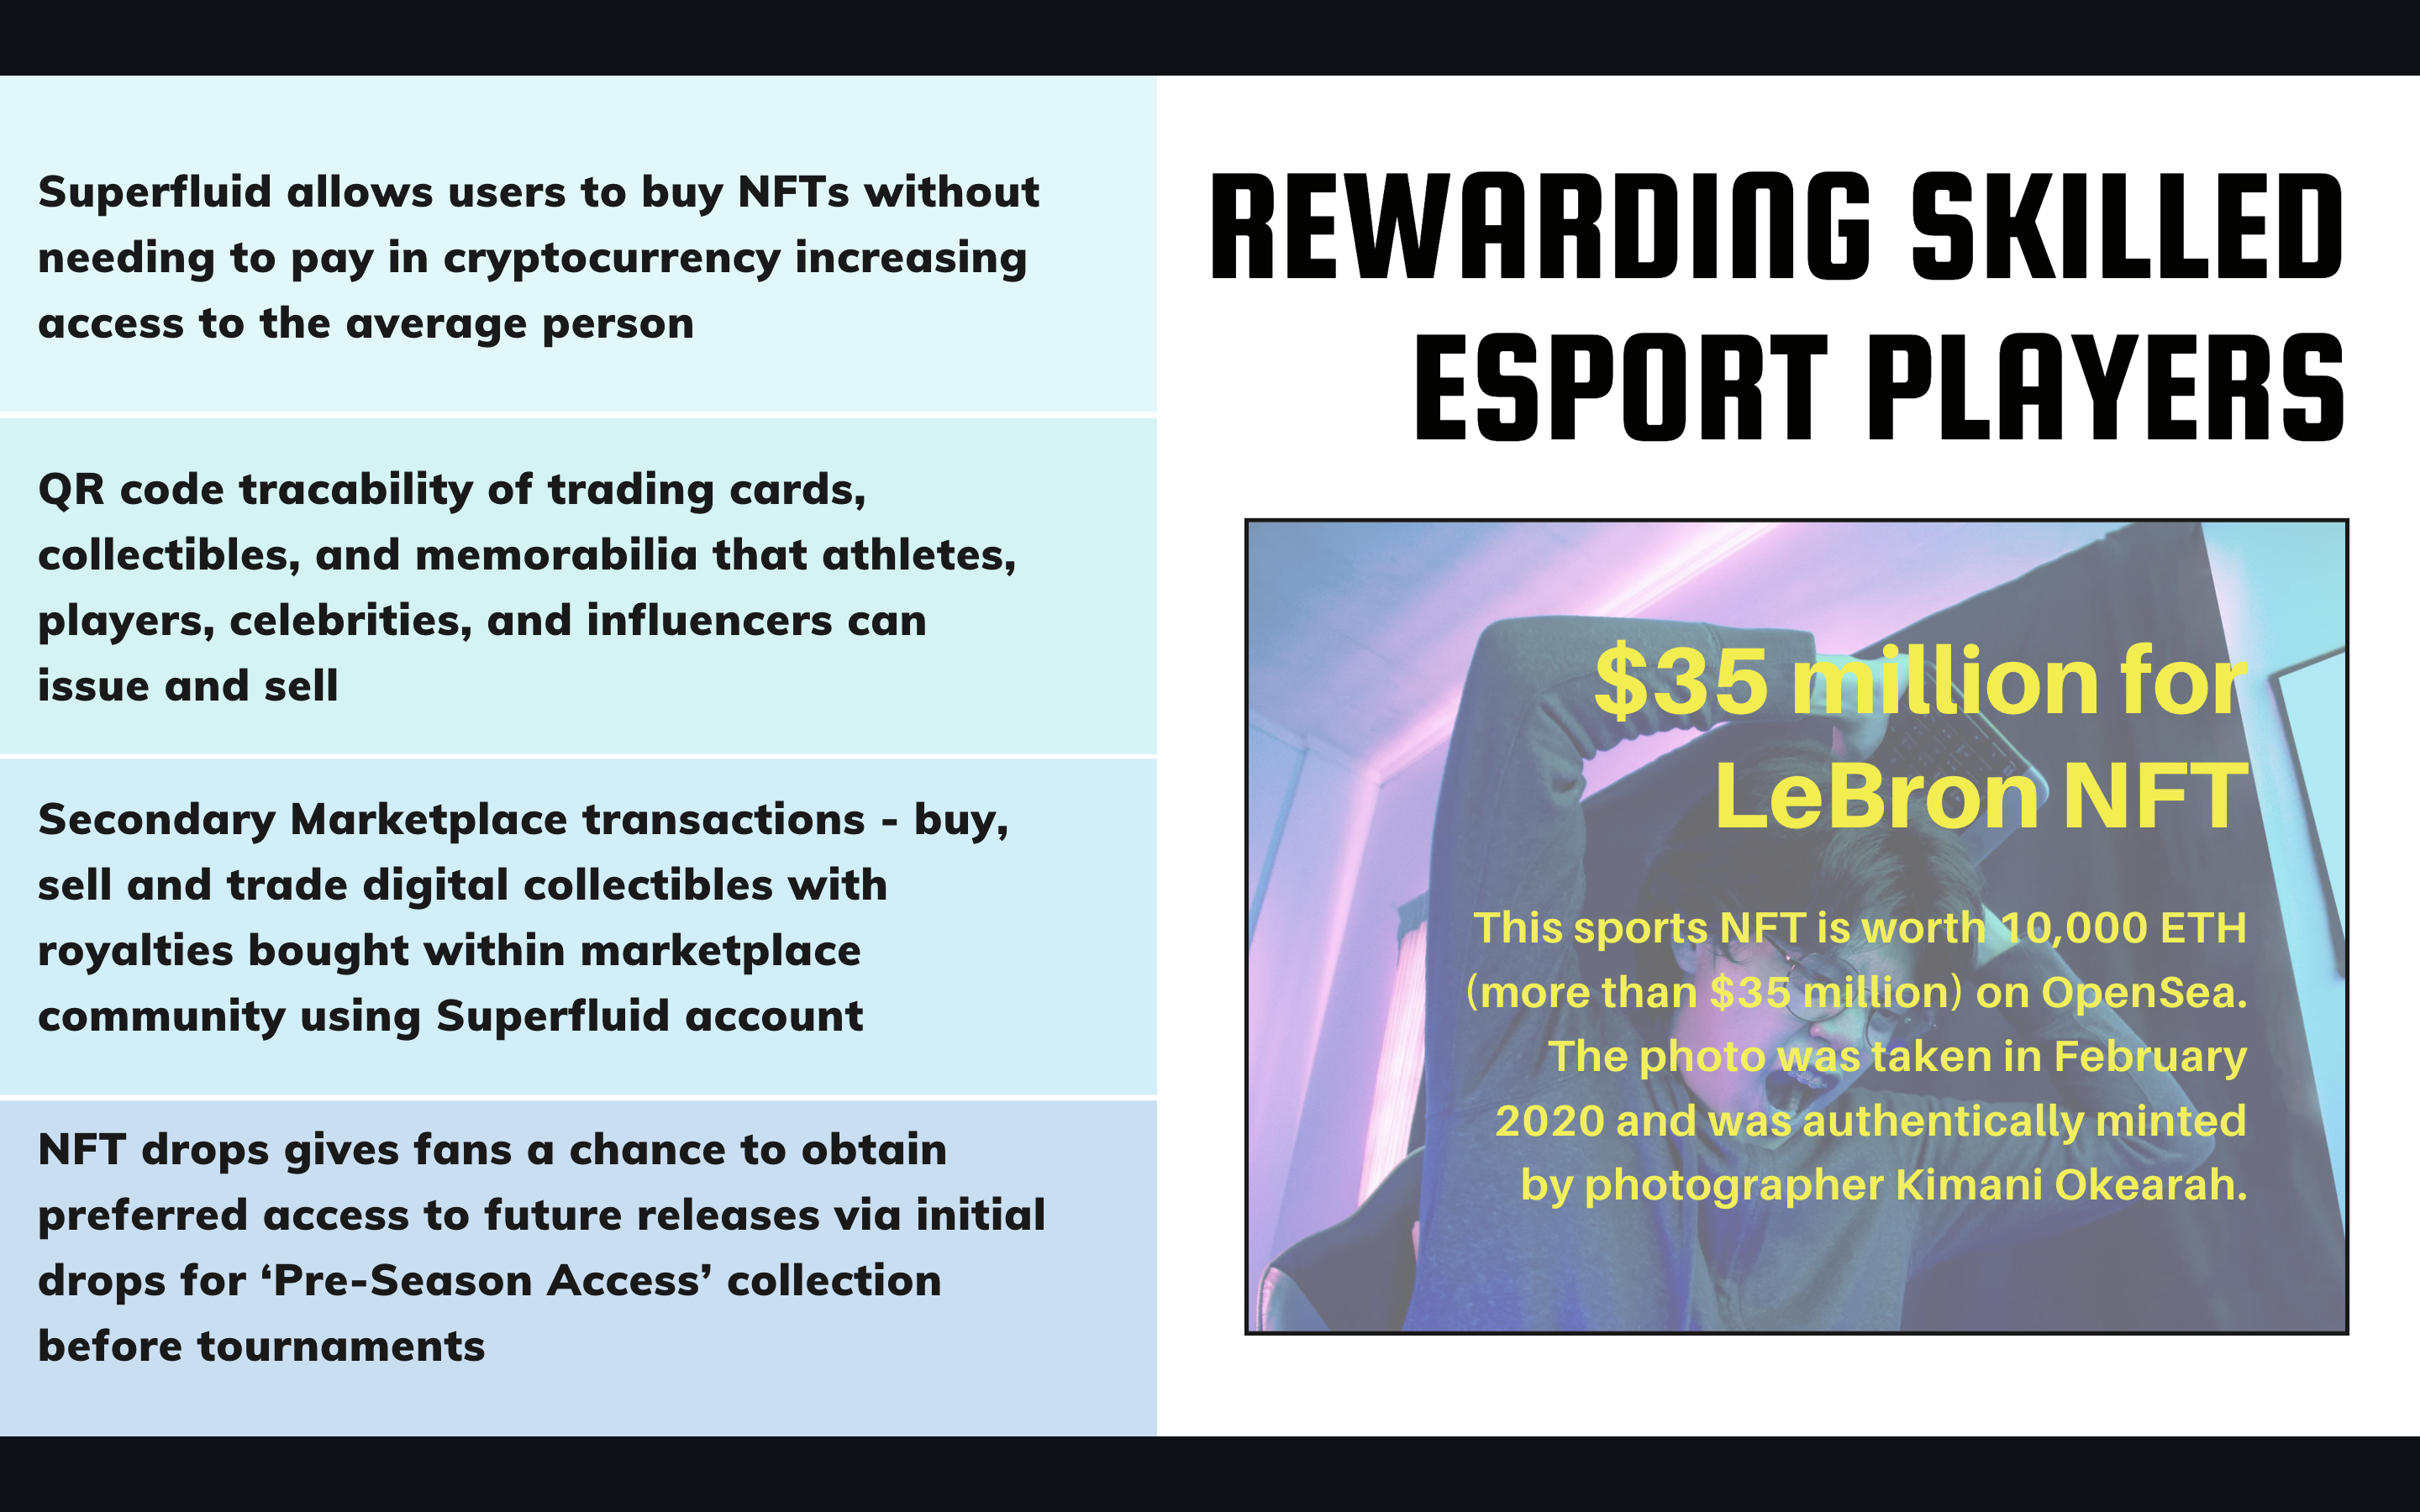 Superfluid allows users to buy NFTs without
needing to pay in cryptocurrency increasing
access to the average person
QR code tracability of trading cards,
collectibles, and memorabilia that athletes,
players, celebrities, and influencers can
issue and sell
Secondary Marketplace transactions - buy,
sell and trade digital collectibles with
royalties bought within marketplace
community using Superfluid account
NFT drops gives fans a chance to obtain
preferred access to future releases via initial
drops for ‘Pre-Season Access’ collection
before tournaments
REWARDING SKILLED
ESPORT PLAYERS
$35 million for
LeBron NFT
This sports NFT is worth 10,000 ETH
(more than $35 million) on OpenSea.
The photo was taken in February
2020 and was authentically minted
by photographer Kimani Okearah.